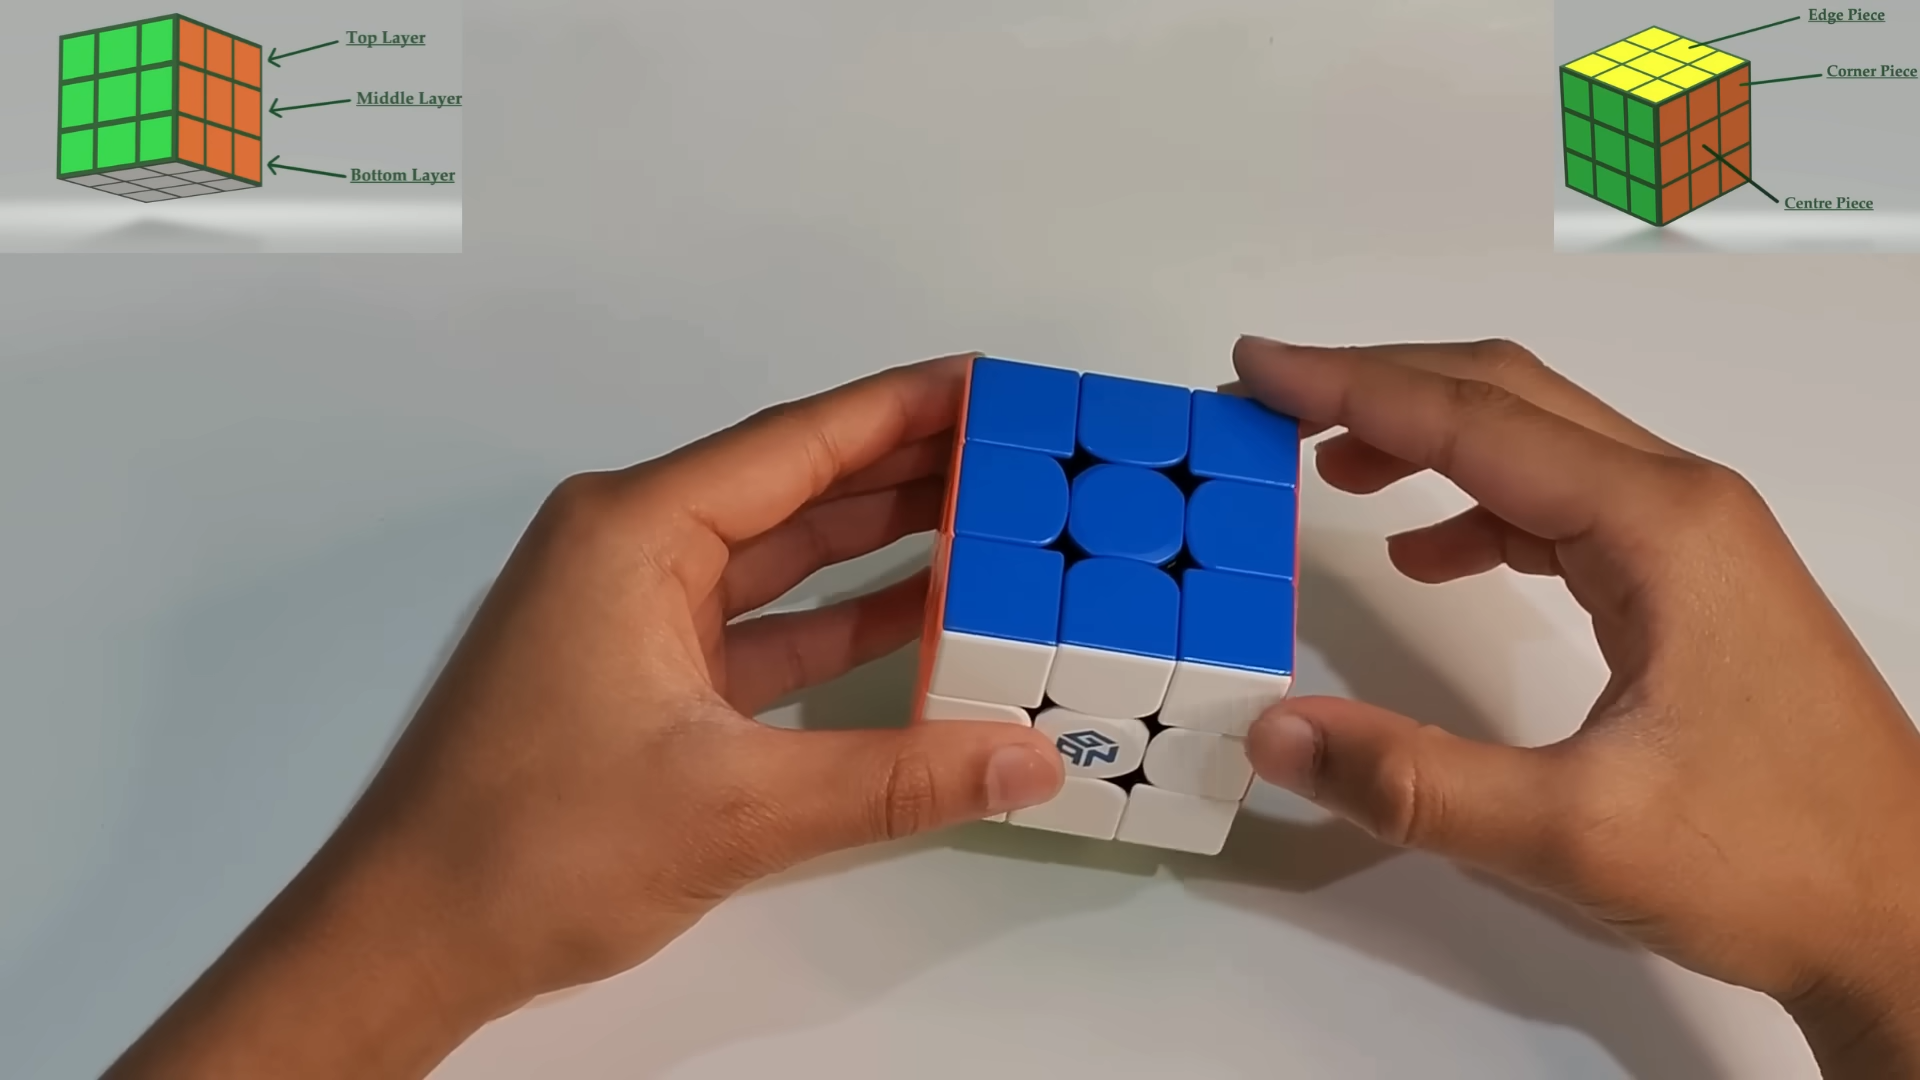 Top Layer
Middle Layer
Bottom Layer
Edge Piece
Corner Piece
Centre Piece
GAN